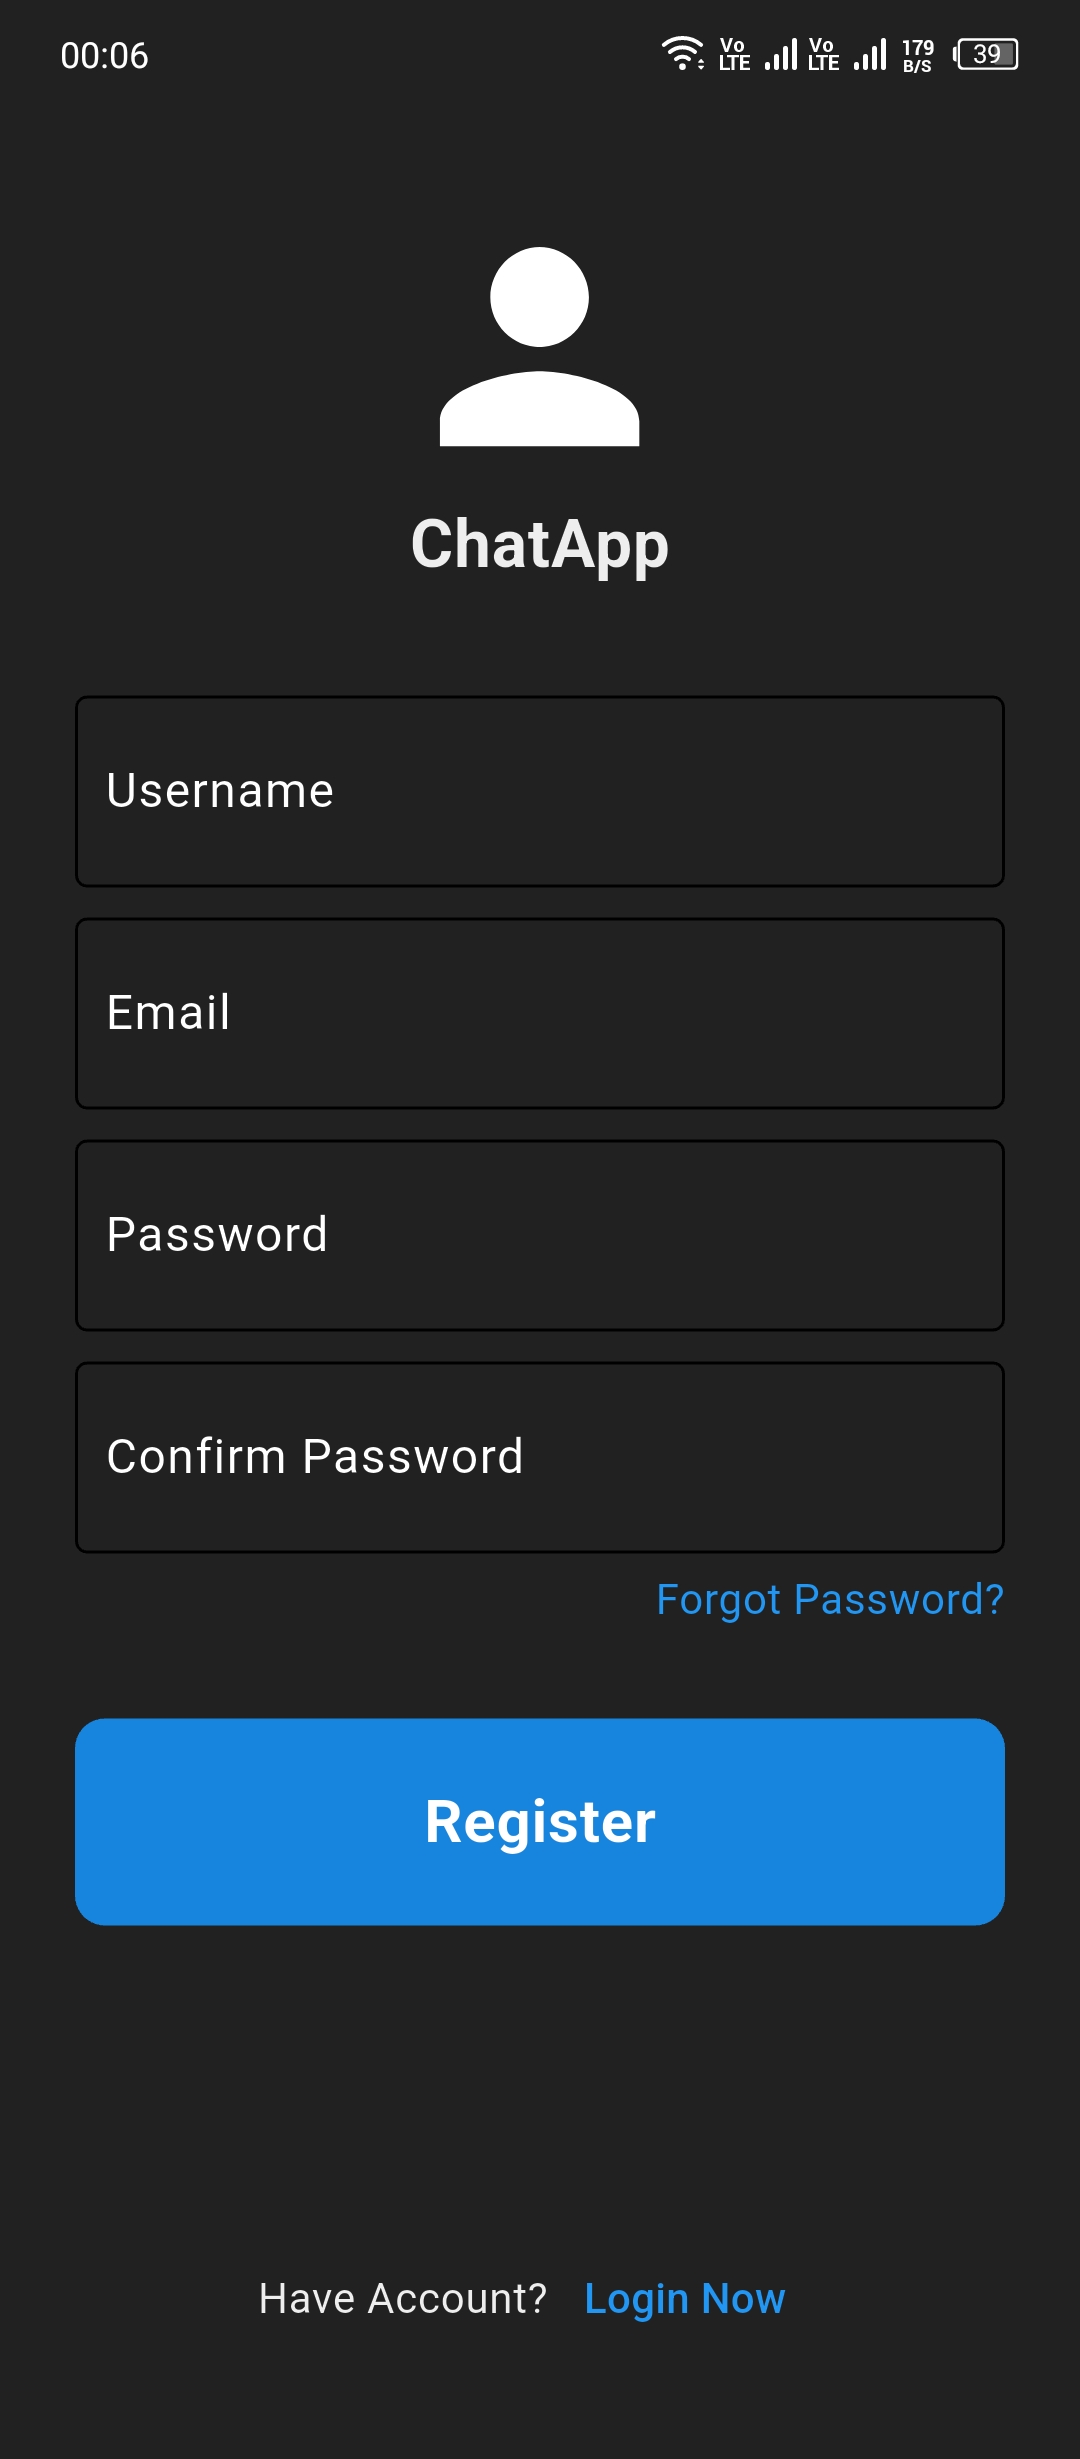 00:06 Vo LTE Vo LTE 179 B/S 39
ChatApp
Username
Email
Password
Confirm Password
Forgot Password?
Register
Have Account? Login Now